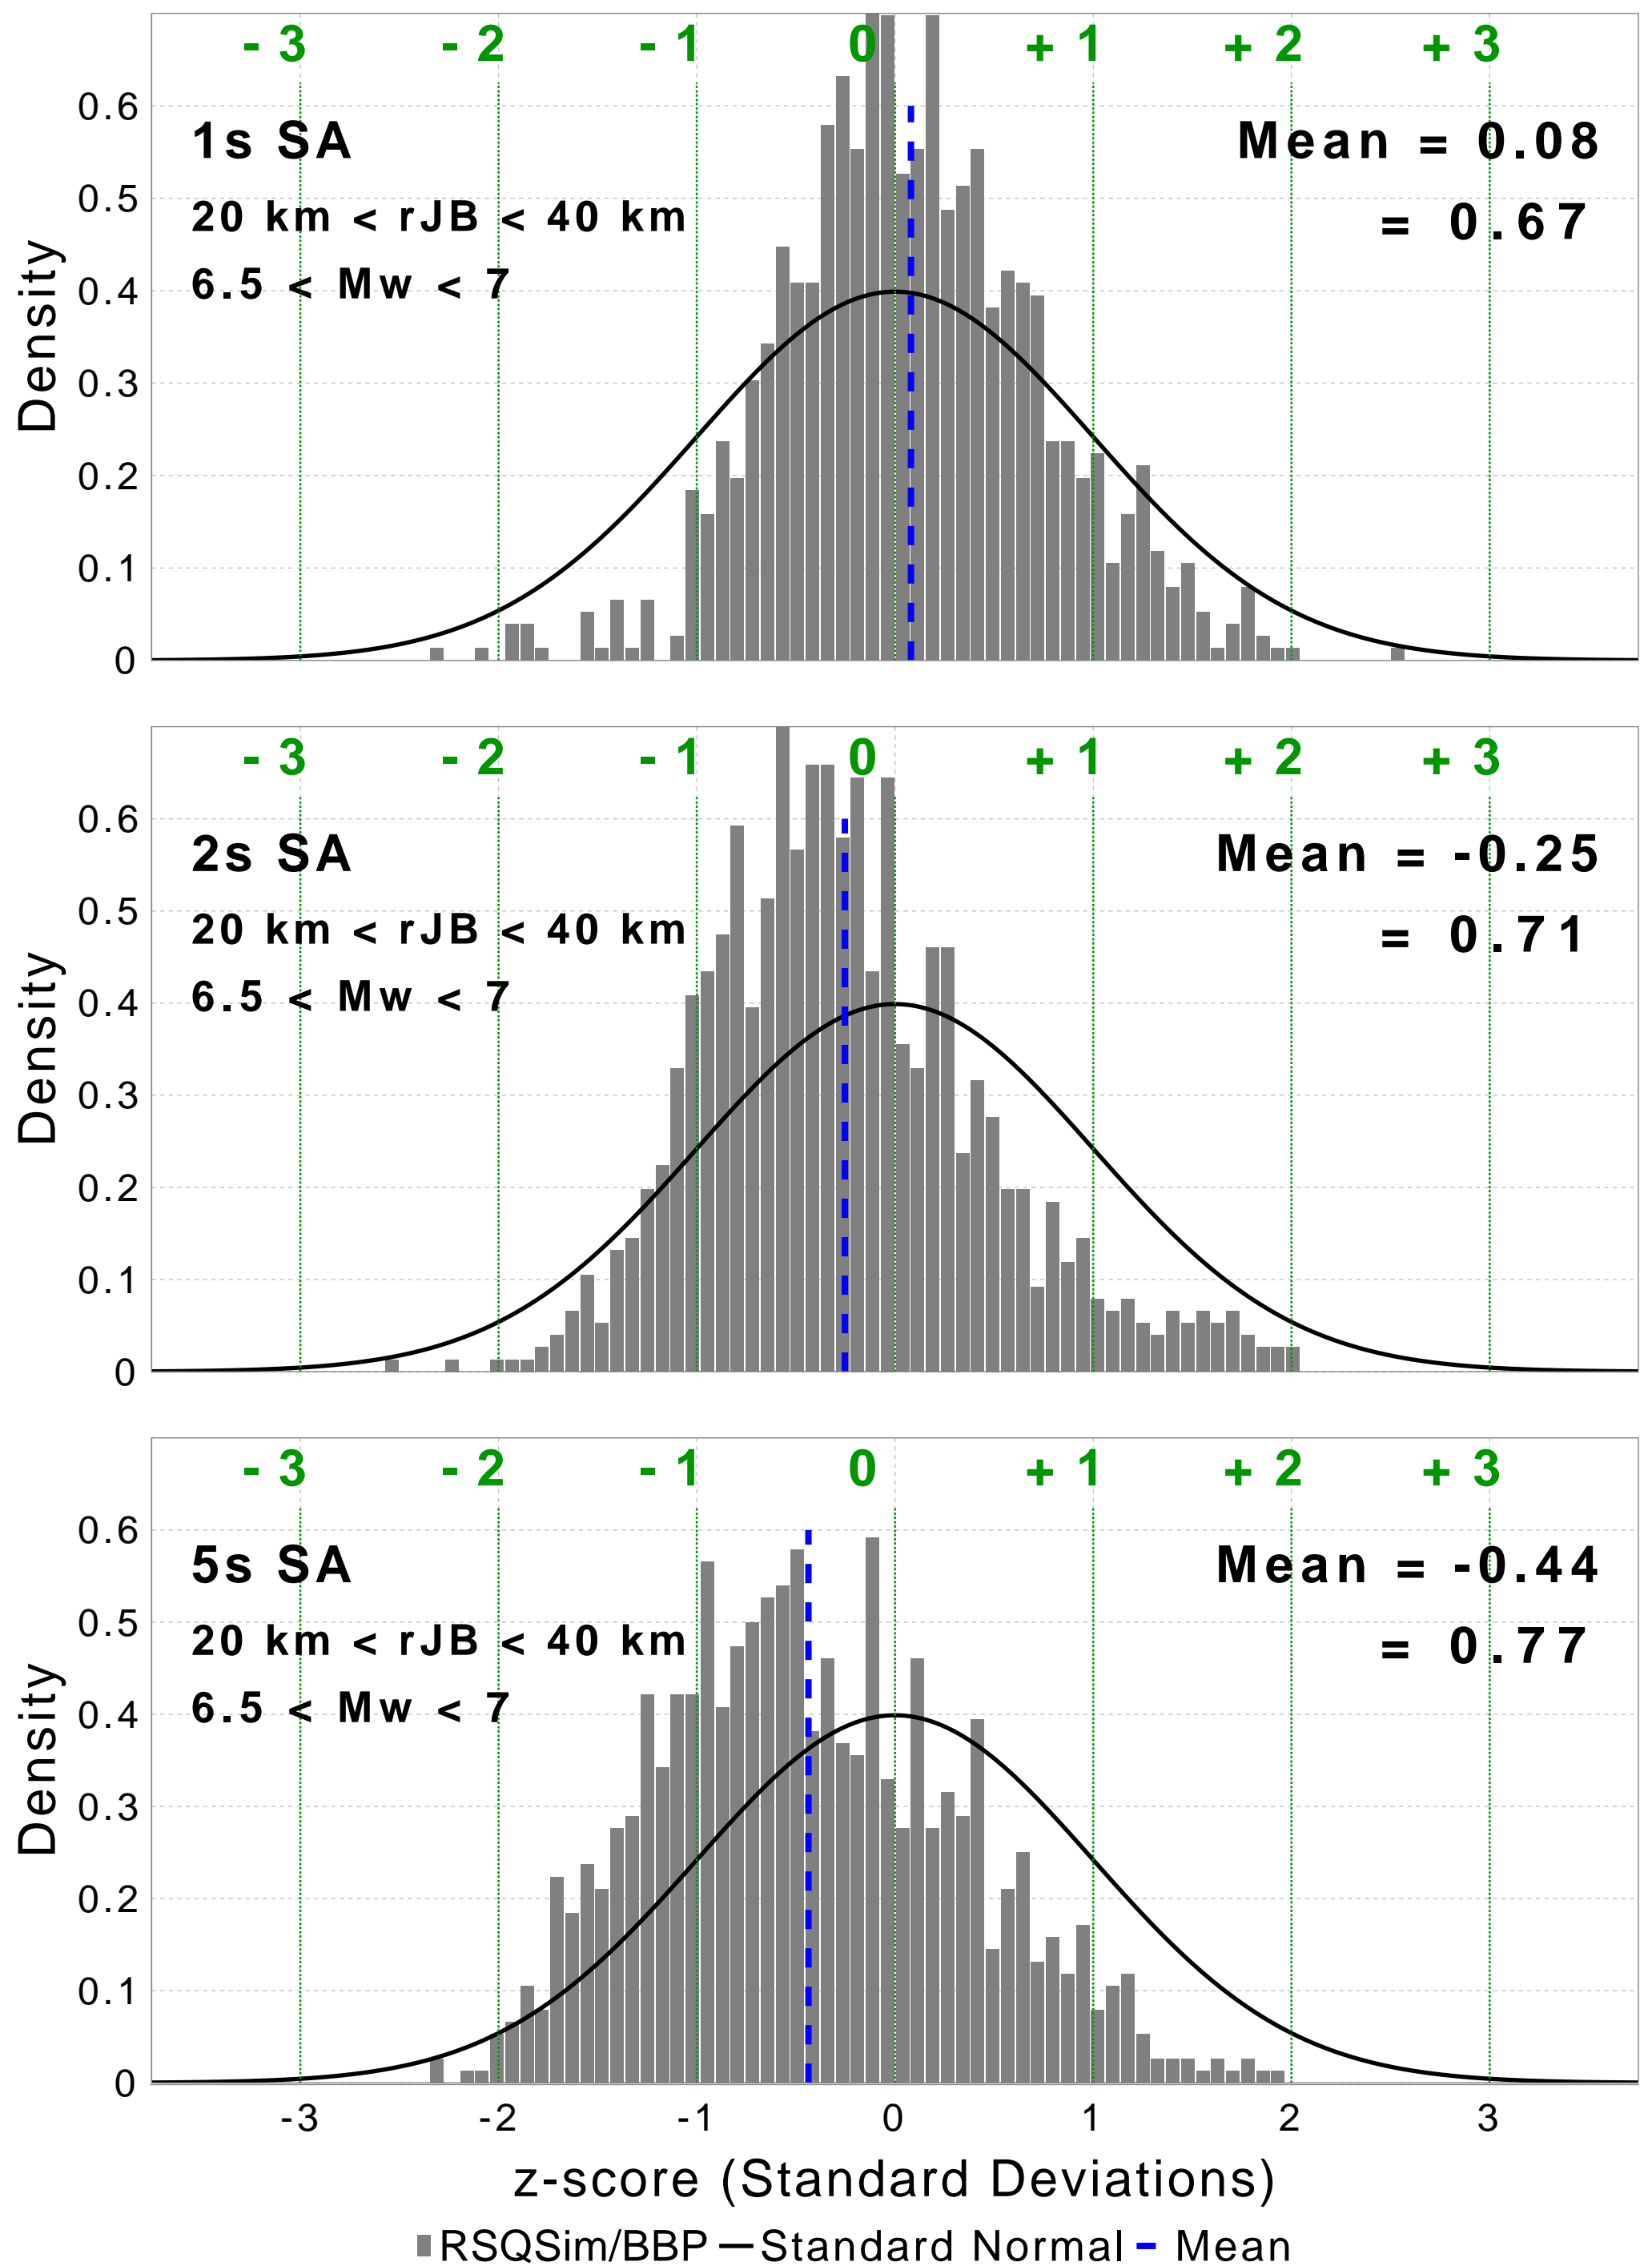 - 3 - 2 - 1 0 + 1 + 2 + 3
0.6
0.5
0.4
0.3
0.2
0.1
0
Density
1s SA
20 km < rJB < 40 km
6.5 < Mw < 7
Mean = 0.08
= 0.67
- 3 - 2 - 1 0 + 1 + 2 + 3
0.6
0.5
0.4
0.3
0.2
0.1
0
Density
2s SA
20 km < rJB < 40 km
6.5 < Mw < 7
Mean = -0.25
= 0.71
- 3 - 2 - 1 0 + 1 + 2 + 3
0.6
0.5
0.4
0.3
0.2
0.1
0
Density
5s SA
20 km < rJB < 40 km
6.5 < Mw < 7
Mean = -0.44
= 0.77
-3 -2 -1 0 1 2 3
z-score (Standard Deviations)
RSQSim/BBP Standard Normal Mean